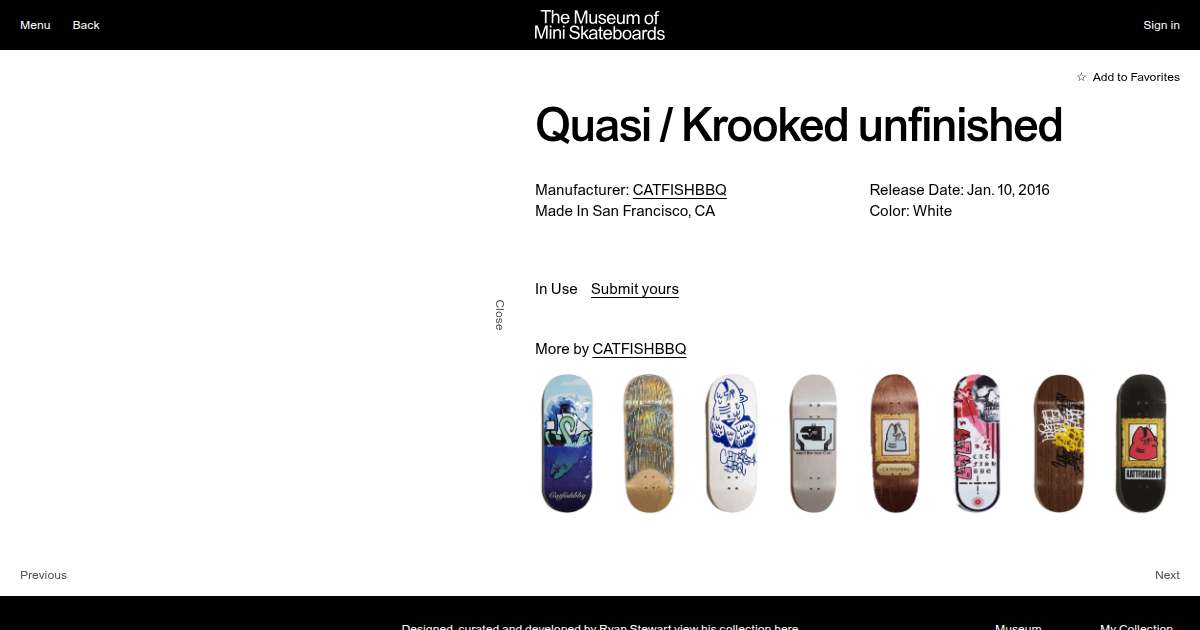 Menu
Back
The Museum of
Mini Skateboards
Sign in
☆ Add to Favorites
Quasi / Krooked unfinished
Manufacturer: CATFISHBBQ
Made In San Francisco, CA
Release Date: Jan. 10, 2016
Color: White
In Use Submit yours
Close
More by CATFISHBBQ
Catfishbbq
CATFISHBBQ
Previous
Next
Designed, curated and developed by Ryan Stewart view his collection here
Museum
My Collection